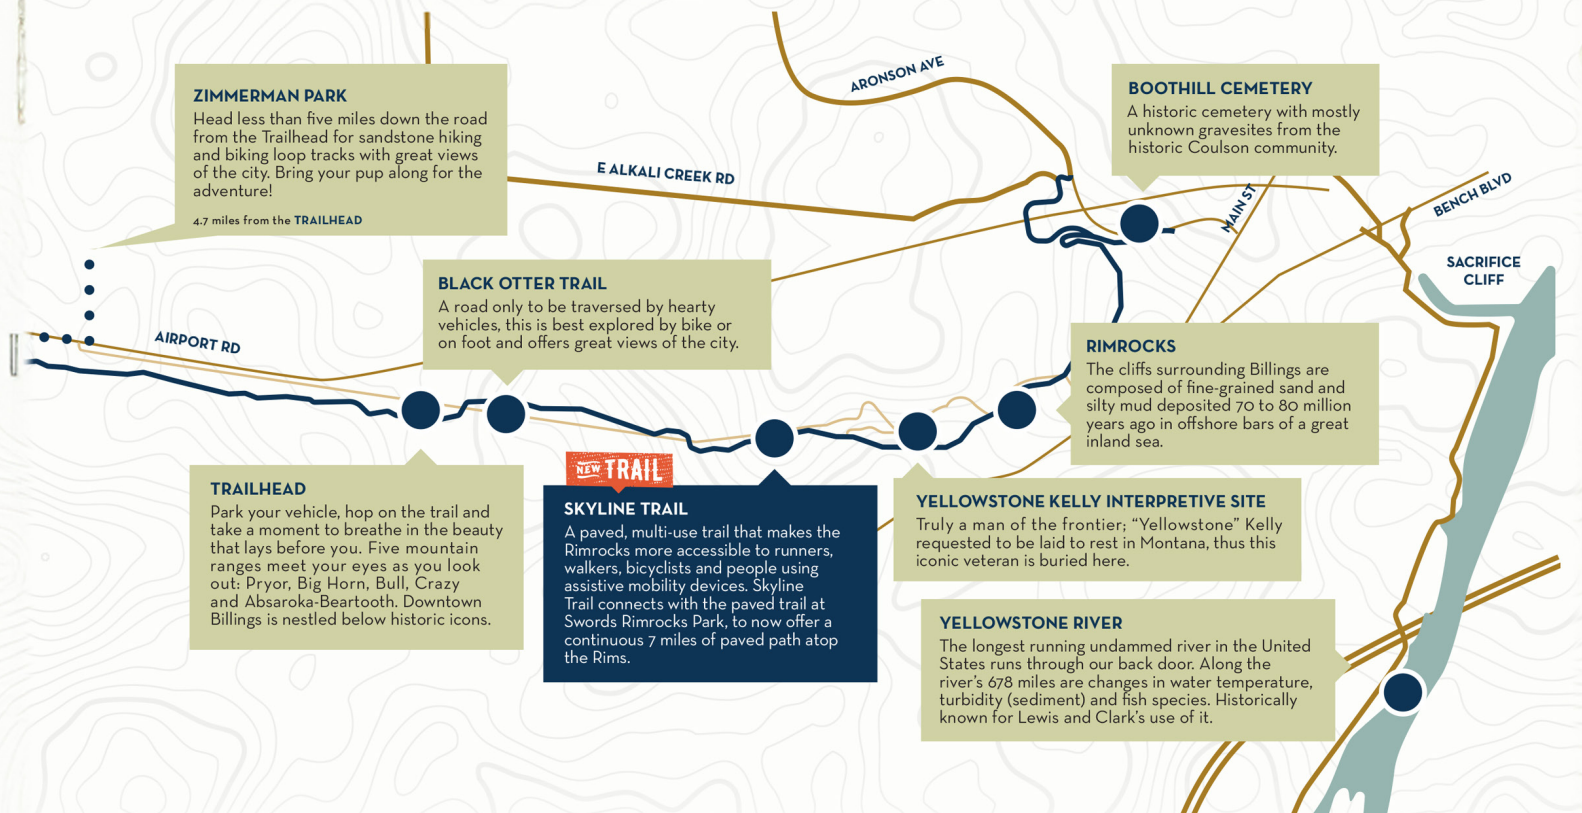 ARONSON AVE
BOOTHILL CEMETERY
A historic cemetery with mostly
unknown gravesites from the
historic Coulson community.
ZIMMERMAN PARK
Head less than five miles down the road
from the Trailhead for sandstone hiking
and biking loop tracks with great views
of the city. Bring your pup along for the
adventure!
4.7 miles from the TRAILHEAD
E ALKALI CREEK RD
MAIN ST
BENCH BLVD
SACRIFICE
CLIFF
BLACK OTTER TRAIL
A road only to be traversed by hearty
vehicles, this is best explored by bike or
on foot and offers great views of the city.
AIRPORT RD
RIMROCKS
The cliffs surrounding Billings are
composed of fine-grained sand and
silty mud deposited 70 to 80 million
years ago in offshore bars of a great
inland sea.
TRAILHEAD
Park your vehicle, hop on the trail and
take a moment to breathe in the beauty
that lays before you. Five mountain
ranges meet your eyes as you look
out: Pryor, Big Horn, Bull, Crazy
and Absaroka-Beartooth. Downtown
Billings is nestled below historic icons.
NEW TRAIL
SKYLINE TRAIL
A paved, multi-use trail that makes the
Rimrocks more accessible to runners,
walkers, bicyclists and people using
assistive mobility devices. Skyline
Trail connects with the paved trail at
Swords Rimrocks Park, to now offer a
continuous 7 miles of paved path atop
the Rims.
YELLOWSTONE KELLY INTERPRETIVE SITE
Truly a man of the frontier; “Yellowstone” Kelly
requested to be laid to rest in Montana, thus this
iconic veteran is buried here.
YELLOWSTONE RIVER
The longest running undammed river in the United
States runs through our back door. Along the
river’s 678 miles are changes in water temperature,
turbidity (sediment) and fish species. Historically
known for Lewis and Clark’s use of it.